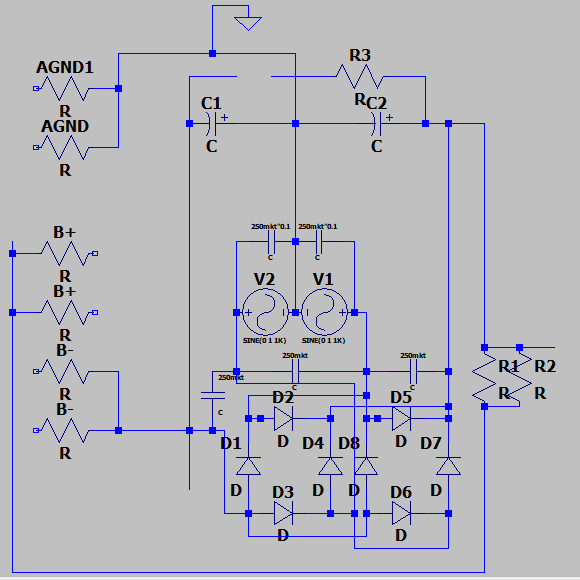 AGND1
R
AGND
R
R3
R
C1
C
C2
C
B+
R
B+
R
B-
R
B-
R
250mkt*0.1
C
250mkt*0.1
C
V2
SINE(0 1 1K)
V1
SINE(0 1 1K)
250mkt
C
250mkt
C
250mkt
C
R1
R
R2
R
D2
D
D5
D
D1
D
D4
D
D8
D
D7
D
D3
D
D6
D